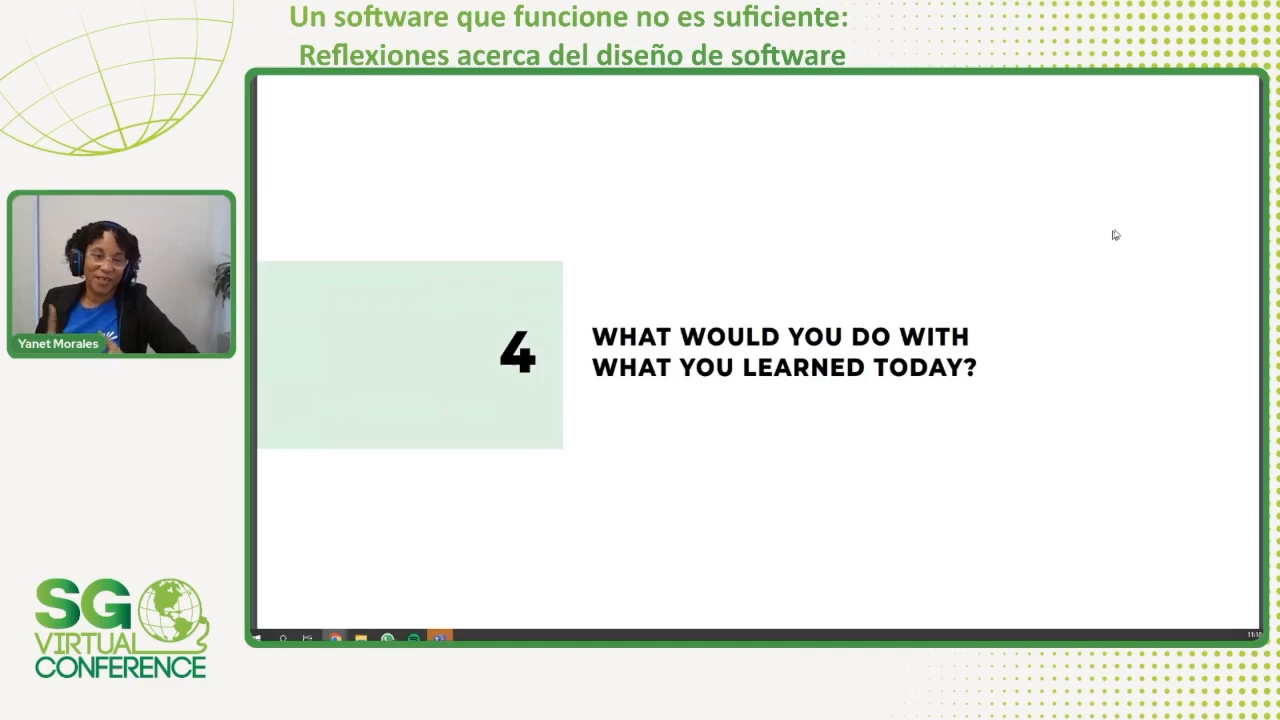 Un software que funcione no es suficiente:
Reflexiones acerca del diseño de software
Yanet Morales
4
WHAT WOULD YOU DO WITH
WHAT YOU LEARNED TODAY?
SG
VIRTUAL
CONFERENCE